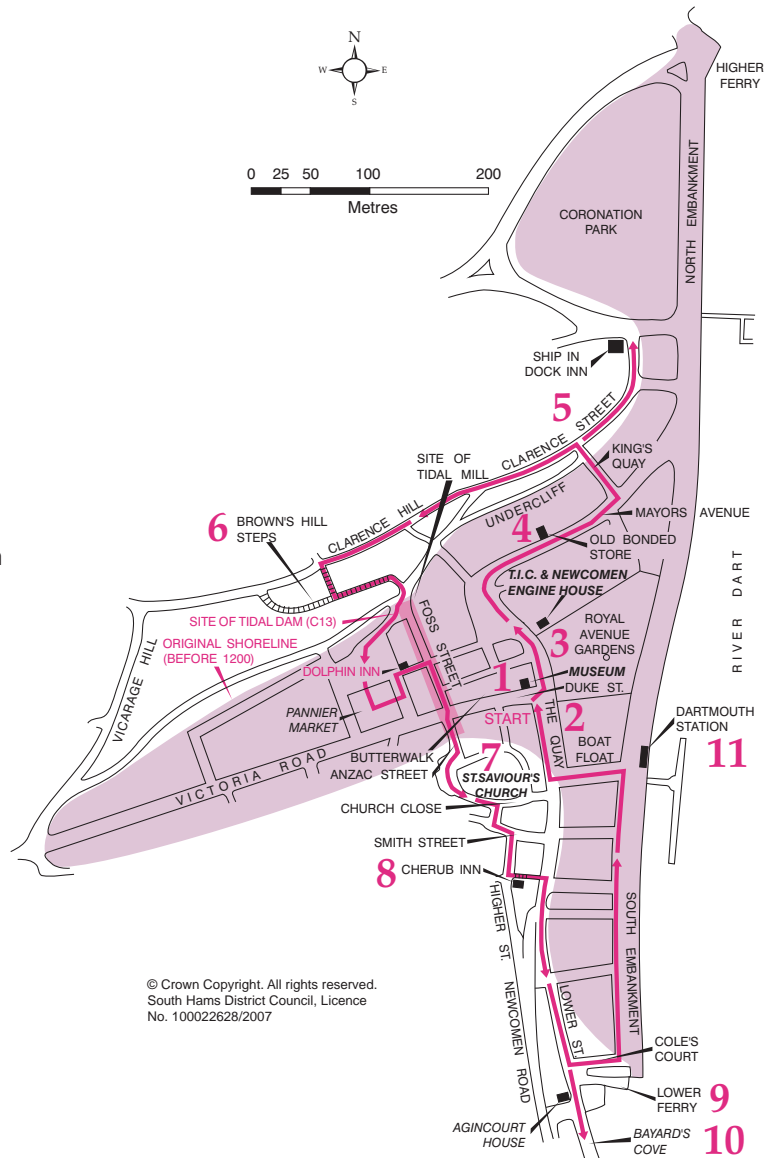 N
W
E
S
HIGHER
FERRY
0 25 50 100 200
Metres
CORONATION
PARK
NORTH EMBANKMENT
SHIP IN
DOCK INN
5
CLARENCE STREET
KING'S
QUAY
SITE OF
TIDAL MILL
UNDERCLIFF
MAYORS AVENUE
CLARENCE HILL
4
OLD BONDED
STORE
6
BROWN'S HILL
STEPS
T.I.C. & NEWCOMEN
ENGINE HOUSE
RIVER DART
SITE OF TIDAL DAM (C13)
FOSS STREET
ROYAL
AVENUE
GARDENS
3
ORIGINAL SHORELINE
(BEFORE 1200)
VICARAGE HILL
DOLPHIN INN
1
MUSEUM
DUKE ST.
PANNIER
MARKET
START
THE QUAY
2
DARTMOUTH
STATION
11
BOAT
FLOAT
BUTTERWALK
ANZAC STREET
VICTORIA ROAD
7
ST.SAVIOUR'S
CHURCH
CHURCH CLOSE
SMITH STREET
8
CHERUB INN
HIGHER ST.
SOUTH EMBANKMENT
NEWCOMEN ROAD
LOWER ST.
© Crown Copyright. All rights reserved.
South Hams District Council, Licence
No. 100022628/2007
COLE'S
COURT
LOWER
FERRY
9
AGINCOURT
HOUSE
BAYARD'S
COVE
10